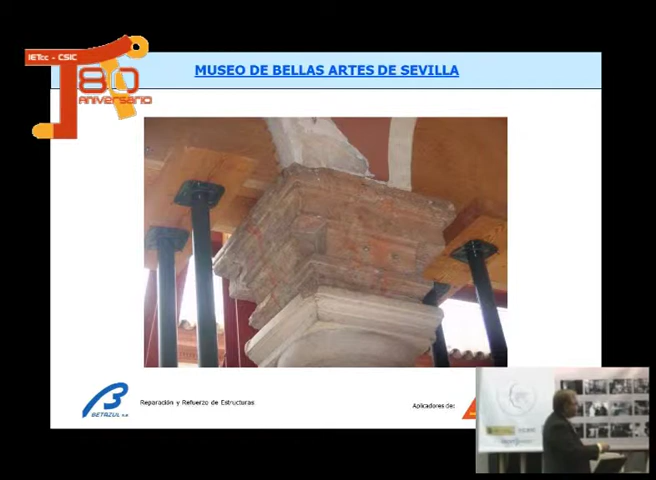 IETcc - CSIC
80
Aniversario
MUSEO DE BELLAS ARTES DE SEVILLA
BETAZUL S.A.
Reparación y Refuerzo de Estructuras
Aplicadores de: